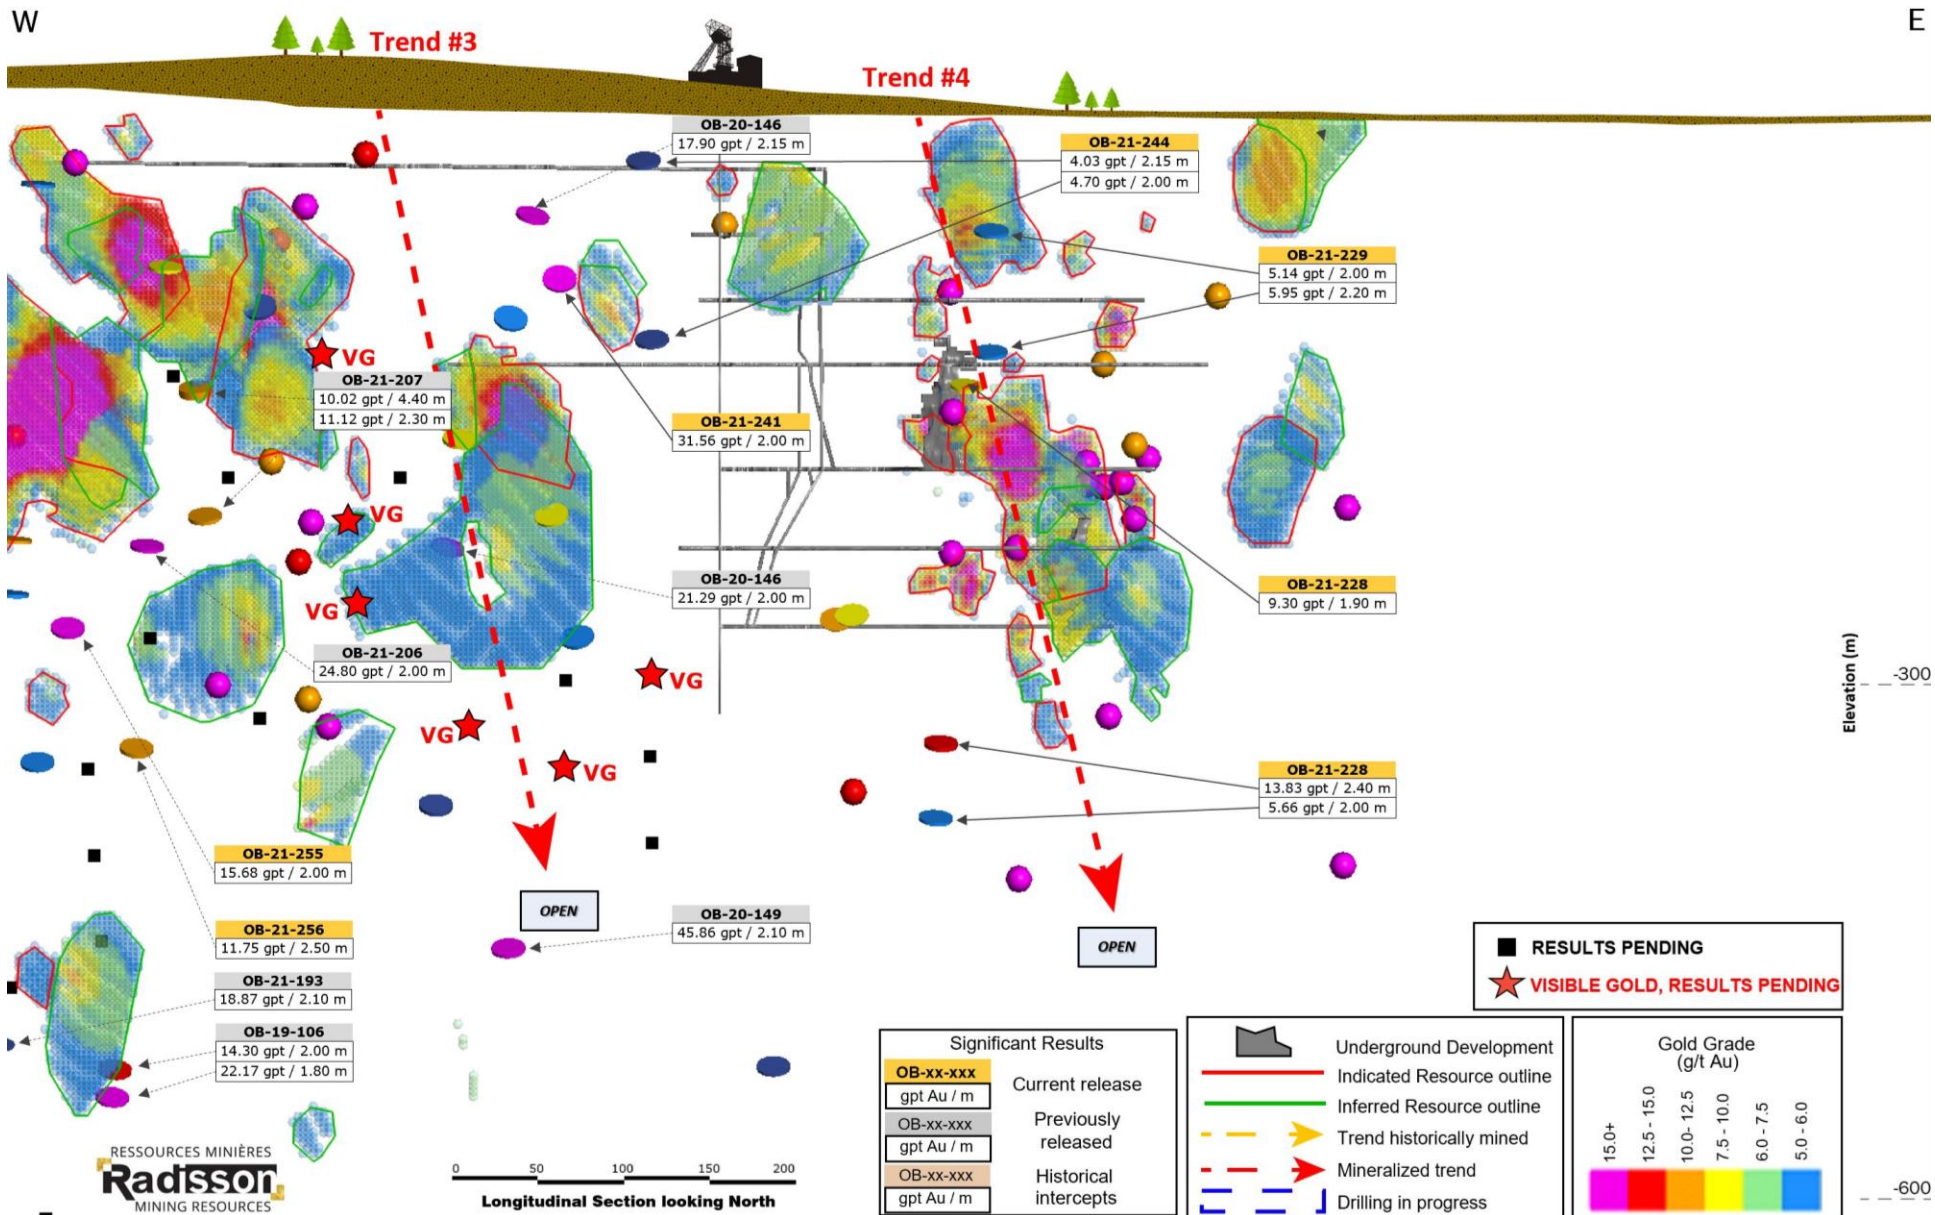 W
E
Trend #3
Trend #4
OB-20-146
17.90 gpt / 2.15 m
OB-21-244
4.03 gpt / 2.15 m
4.70 gpt / 2.00 m
OB-21-229
5.14 gpt / 2.00 m
5.95 gpt / 2.20 m
VG
OB-21-207
10.02 gpt / 4.40 m
11.12 gpt / 2.30 m
OB-21-241
31.56 gpt / 2.00 m
VG
OB-20-146
21.29 gpt / 2.00 m
OB-21-228
9.30 gpt / 1.90 m
VG
OB-21-206
24.80 gpt / 2.00 m
VG
VG
VG
Elevation (m)
-300
OB-21-228
13.83 gpt / 2.40 m
5.66 gpt / 2.00 m
OB-21-255
15.68 gpt / 2.00 m
OPEN
OPEN
OB-21-256
11.75 gpt / 2.50 m
OB-20-149
45.86 gpt / 2.10 m
OB-21-193
18.87 gpt / 2.10 m
OB-19-106
14.30 gpt / 2.00 m
22.17 gpt / 1.80 m
RESULTS PENDING
VISIBLE GOLD, RESULTS PENDING
RESSOURCES MINIÈRES
Radisson
MINING RESOURCES
0 50 100 150 200
Longitudinal Section looking North
Significant Results
OB-xx-xxx
gpt Au / m
Current release
OB-xx-xxx
gpt Au / m
Previously
released
OB-xx-xxx
gpt Au / m
Historical
intercepts
Underground Development
Indicated Resource outline
Inferred Resource outline
Trend historically mined
Mineralized trend
Drilling in progress
Gold Grade
(g/t Au)
15.0+
12.5 - 15.0
10.0- 12.5
7.5 - 10.0
6.0 - 7.5
5.0 - 6.0
-600